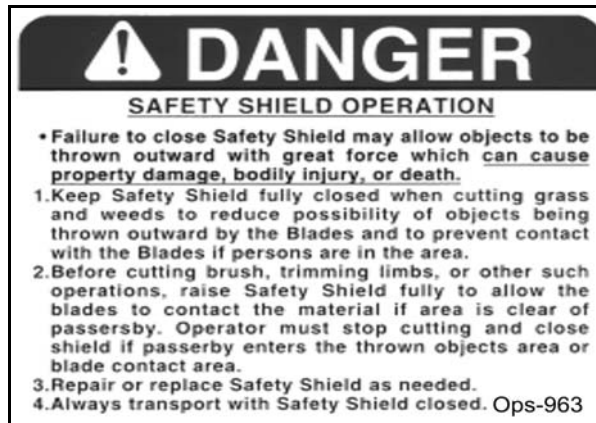 DANGER
SAFETY SHIELD OPERATION
• Failure to close Safety Shield may allow objects to be
thrown outward with great force which can cause
property damage, bodily injury, or death.
1.Keep Safety Shield fully closed when cutting grass
and weeds to reduce possibility of objects being
thrown outward by the Blades and to prevent contact
with the Blades if persons are in the area.
2.Before cutting brush, trimming limbs, or other such
operations, raise Safety Shield fully to allow the
blades to contact the material if area is clear of
passersby. Operator must stop cutting and close
shield if passerby enters the thrown objects area or
blade contact area.
3.Repair or replace Safety Shield as needed.
4.Always transport with Safety Shield closed. Ops-963